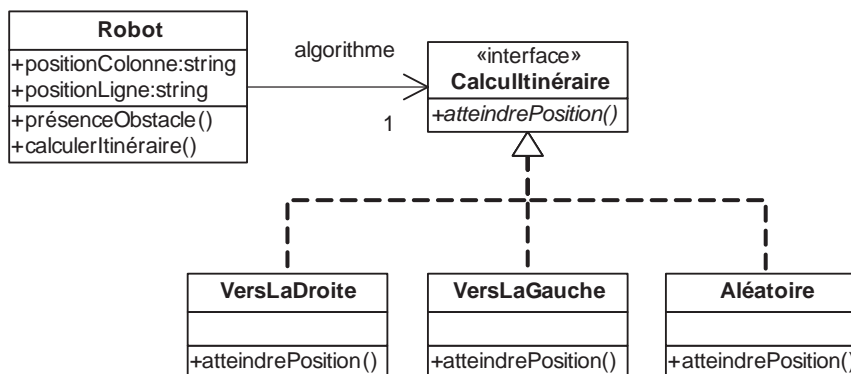 Robot
+positionColonne:string
+positionLigne:string
+présenceObstacle()
+calculerItinéraire()
algorithme
1
«interface»
CalculItinéraire
+atteindrePosition()
VersLaDroite
+atteindrePosition()
VersLaGauche
+atteindrePosition()
Aléatoire
+atteindrePosition()